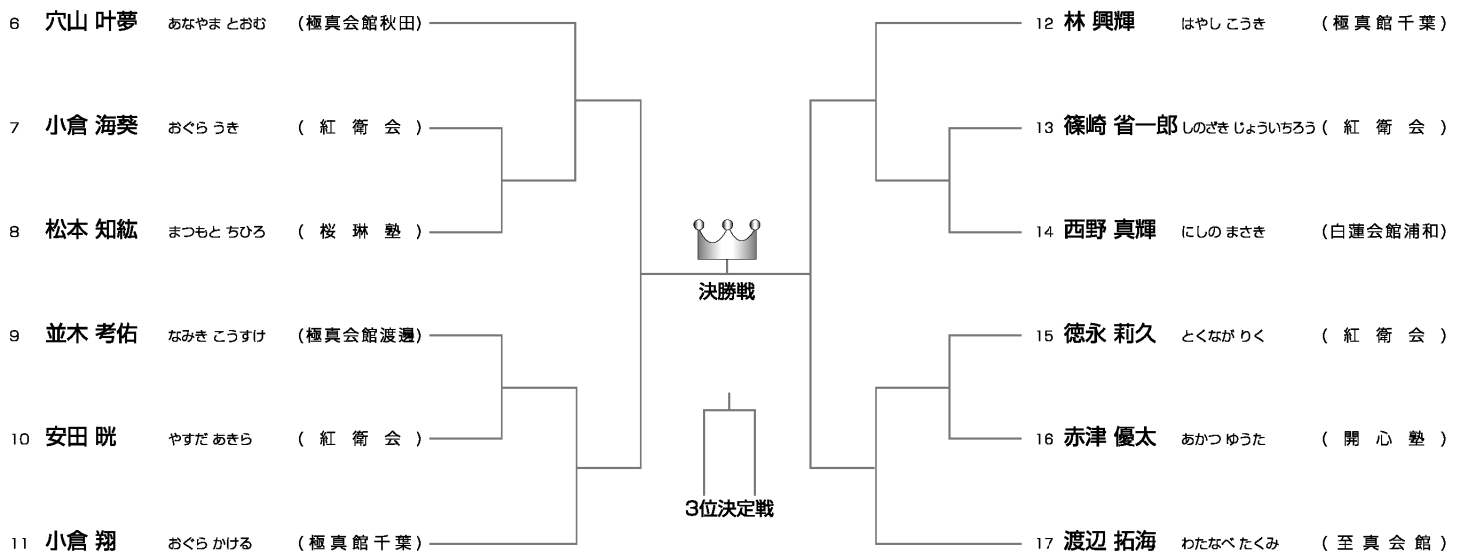 6 穴山 叶夢 あなやま とおむ (極真会館秋田)
7 小倉 海葵 おぐら うき (紅衛会)
8 松本 知紘 まつもと ちひろ (桜琳塾)
9 並木 考佑 なみき こうすけ (極真会館渡邊)
10 安田 晄 やすだ あきら (紅衛会)
11 小倉 翔 おぐら かける (極真館千葉)
決勝戦
3位決定戦
12 林 興輝 はやし こうき (極真館千葉)
13 篠崎 省一郎 しのざき じょういちろう (紅衛会)
14 西野 真輝 にしの まさき (白蓮会館浦和)
15 徳永 莉久 とくなが りく (紅衛会)
16 赤津 優太 あかつ ゆうた (開心塾)
17 渡辺 拓海 わたなべ たくみ (至真会館)